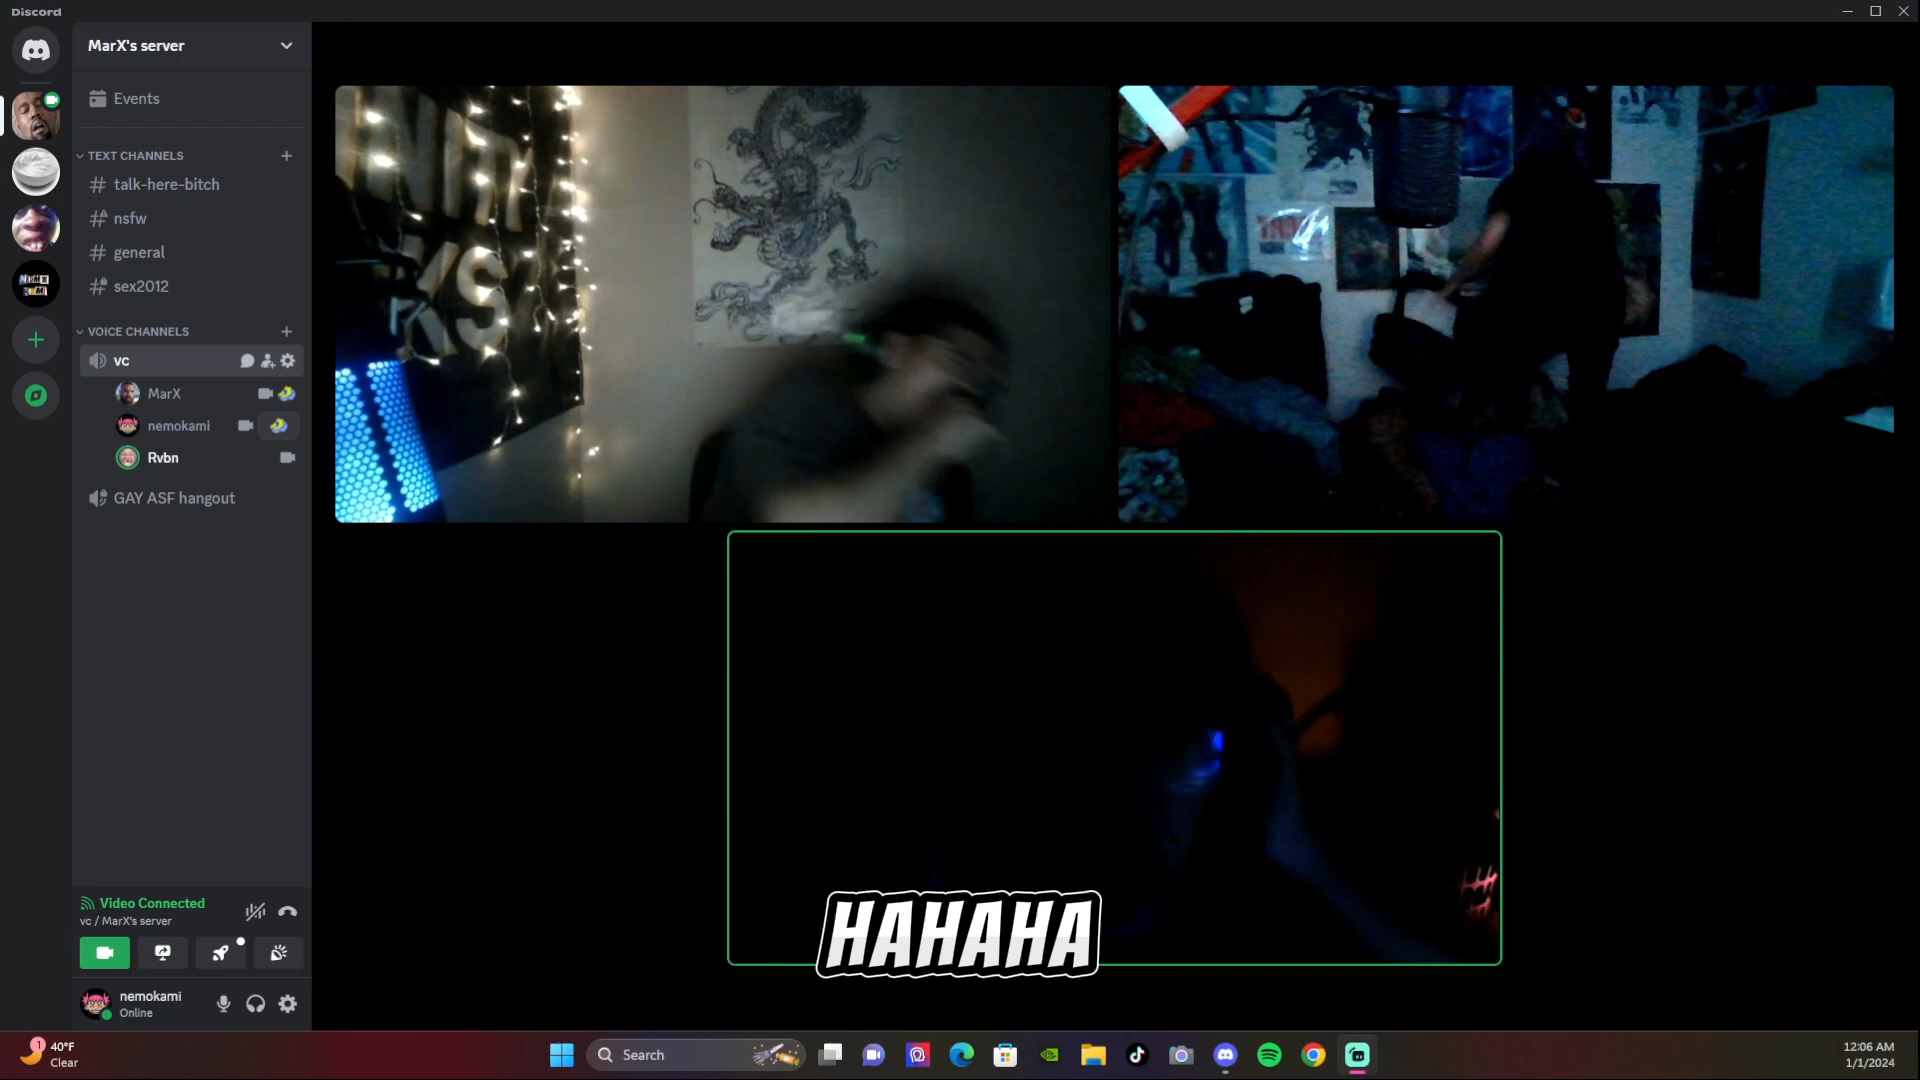 Discord
MarX's server
Events
TEXT CHANNELS
talk-here-bitch
nsfw
general
sex2012
VOICE CHANNELS
vc
MarX
nemokami
Rvbn
GAY ASF hangout
KS
HAHAHA
Video Connected
vc / MarX's server
nemokami
Online
1
40°F
Clear
Search
12:06 AM
1/1/2024